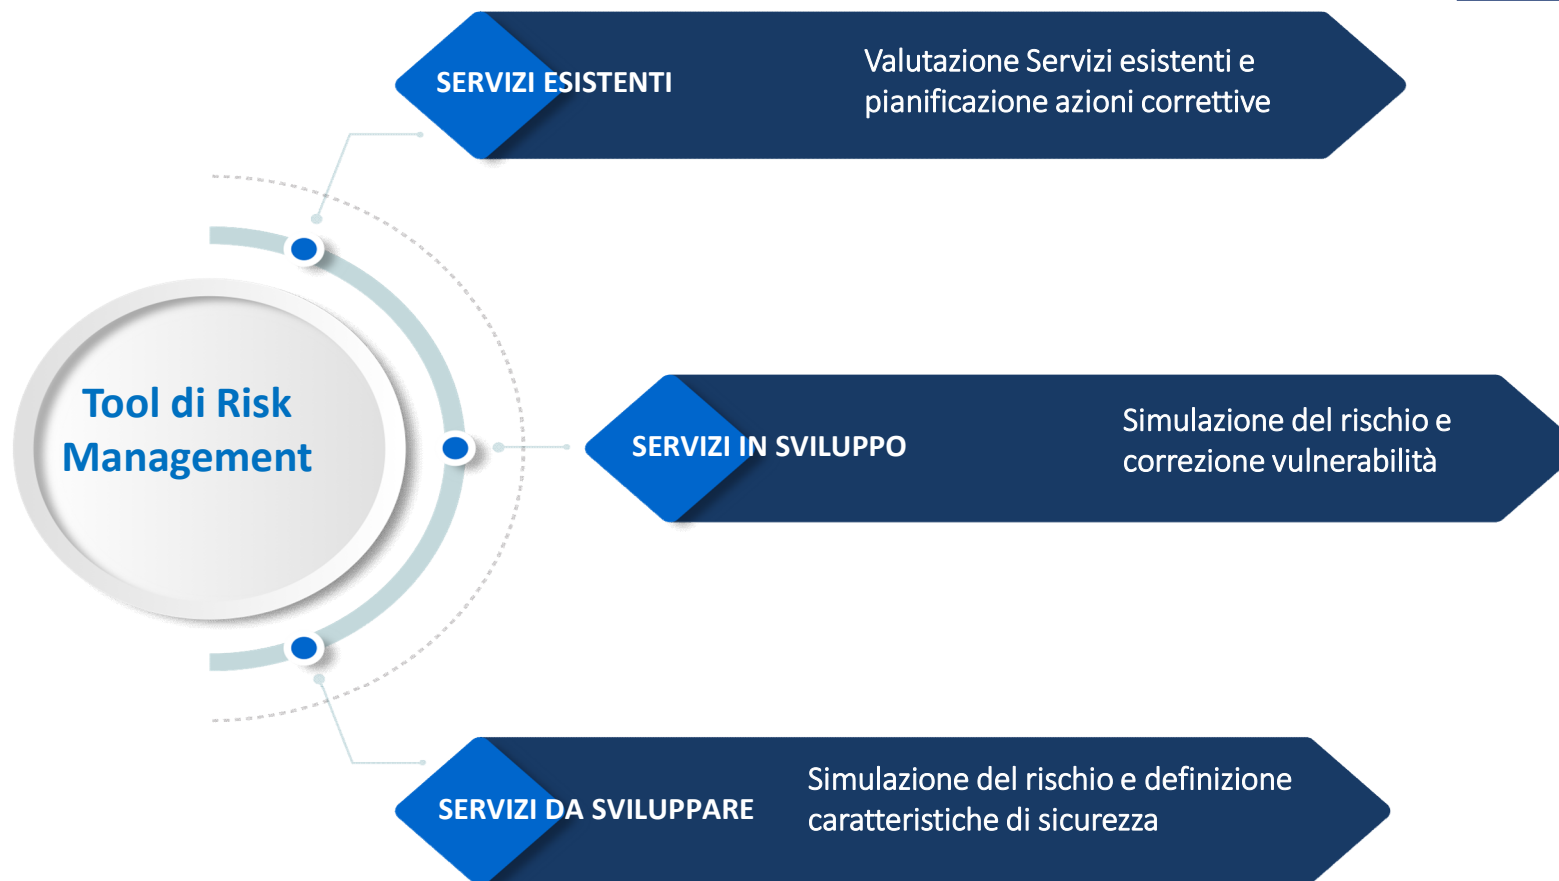 SERVIZI ESISTENTI
Valutazione Servizi esistenti e
pianificazione azioni correttive
Tool di Risk
Management
SERVIZI IN SVILUPPO
Simulazione del rischio e
correzione vulnerabilità
SERVIZI DA SVILUPPARE
Simulazione del rischio e definizione
caratteristiche di sicurezza